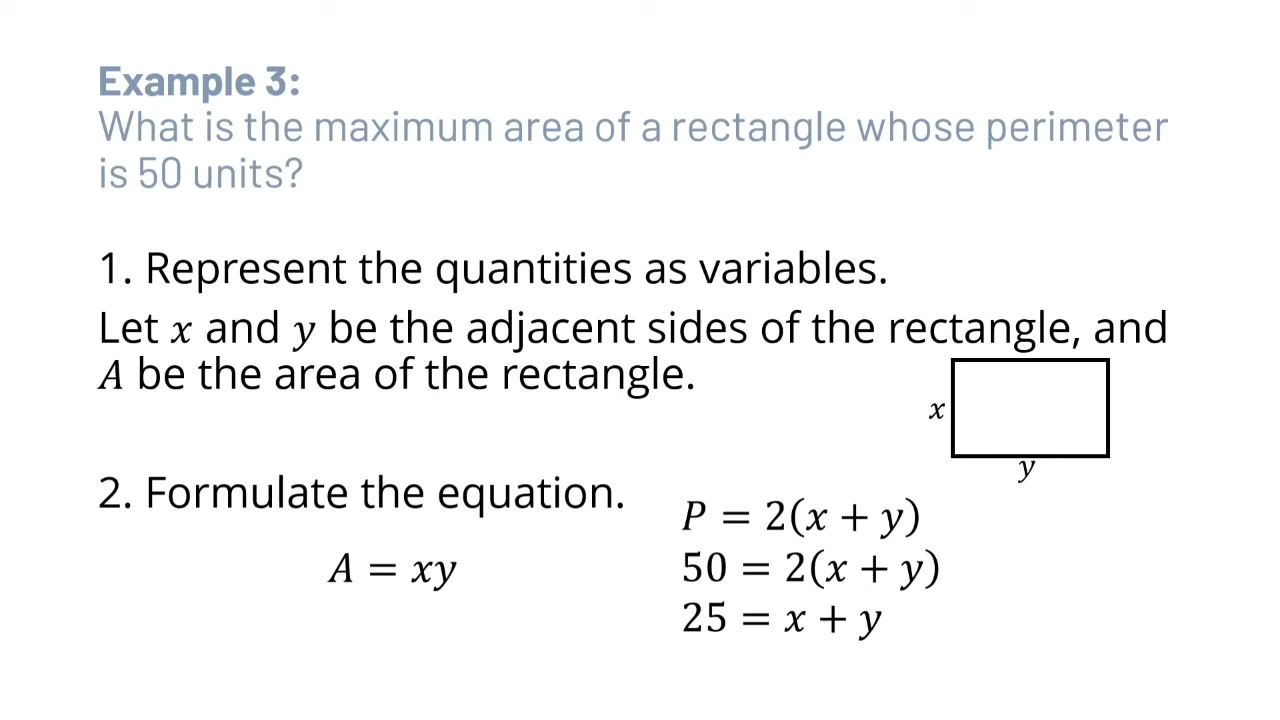 Example 3:
What is the maximum area of a rectangle whose perimeter
is 50 units?
1. Represent the quantities as variables.
Let x and y be the adjacent sides of the rectangle, and
A be the area of the rectangle.
x
y
2. Formulate the equation.
A = xy
P = 2(x + y)
50 = 2(x + y)
25 = x + y